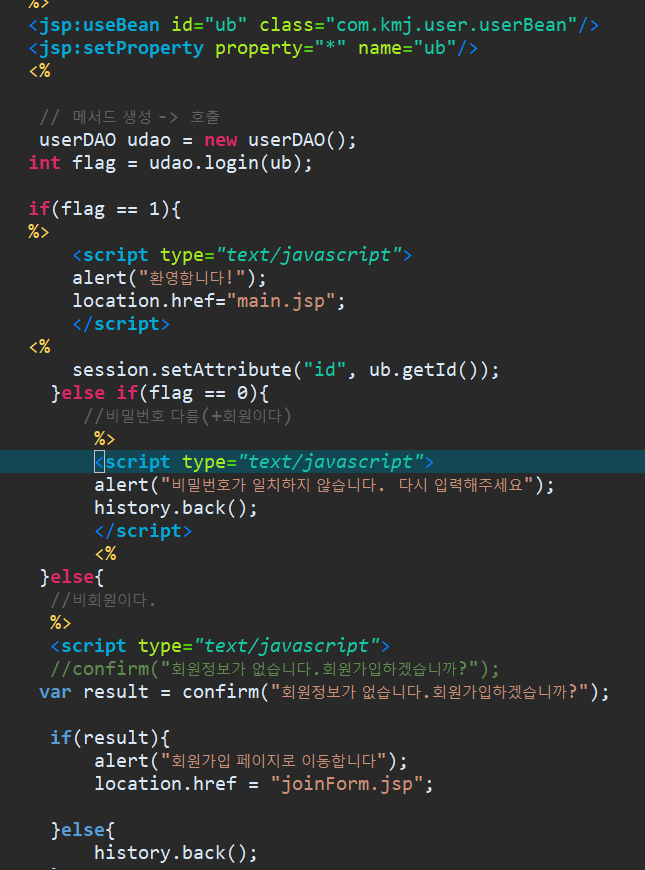 %>
<jsp:useBean id="ub" class="com.kmj.user.userBean"/>
<jsp:setProperty property="*" name="ub"/>
<%
// 메서드 생성 -> 호출
userDAO udao = new userDAO();
int flag = udao.login(ub);
if(flag == 1){
%>
<script type="text/javascript">
alert("환영합니다!");
location.href="main.jsp";
</script>
<%
session.setAttribute("id", ub.getId());
}else if(flag == 0){
//비밀번호 다름(+회원이다)
%>
<script type="text/javascript">
alert("비밀번호가 일치하지 않습니다. 다시 입력해주세요");
history.back();
</script>
<%
}else{
//비회원이다.
%>
<script type="text/javascript">
//confirm("회원정보가 없습니다.회원가입하겠습니까?");
var result = confirm("회원정보가 없습니다.회원가입하겠습니까?");
if(result){
alert("회원가입 페이지로 이동합니다");
location.href = "joinForm.jsp";
}else{
history.back();